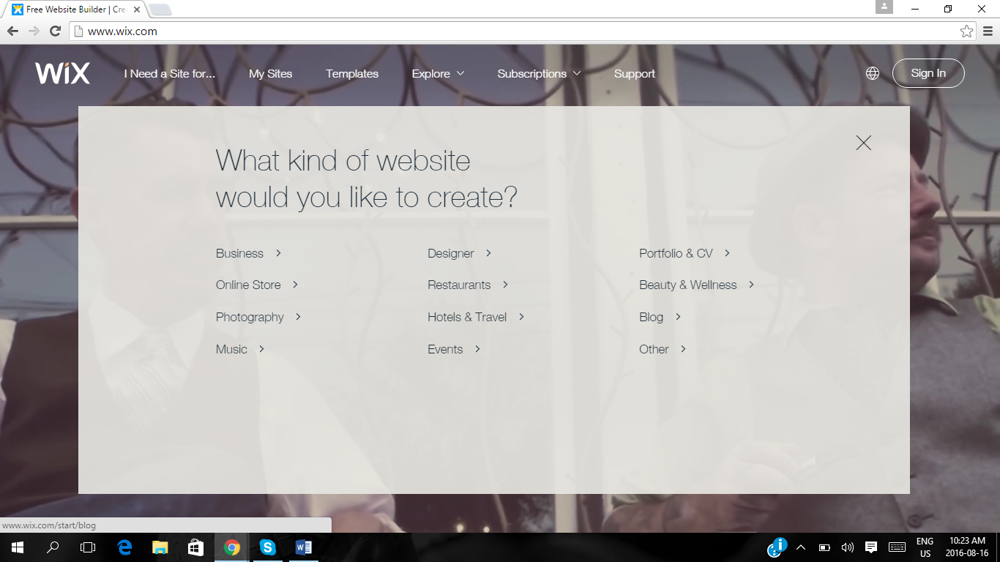 Free Website Builder | Cre
www.wix.com
WiX
I Need a Site for...
My Sites
Templates
Explore
Subscriptions
Support
Sign In
What kind of website
would you like to create?
Business
Designer
Portfolio & CV
Online Store
Restaurants
Beauty & Wellness
Photography
Hotels & Travel
Blog
Music
Events
Other
www.wix.com/start/blog
ENG
US
10:23 AM
2016-08-16